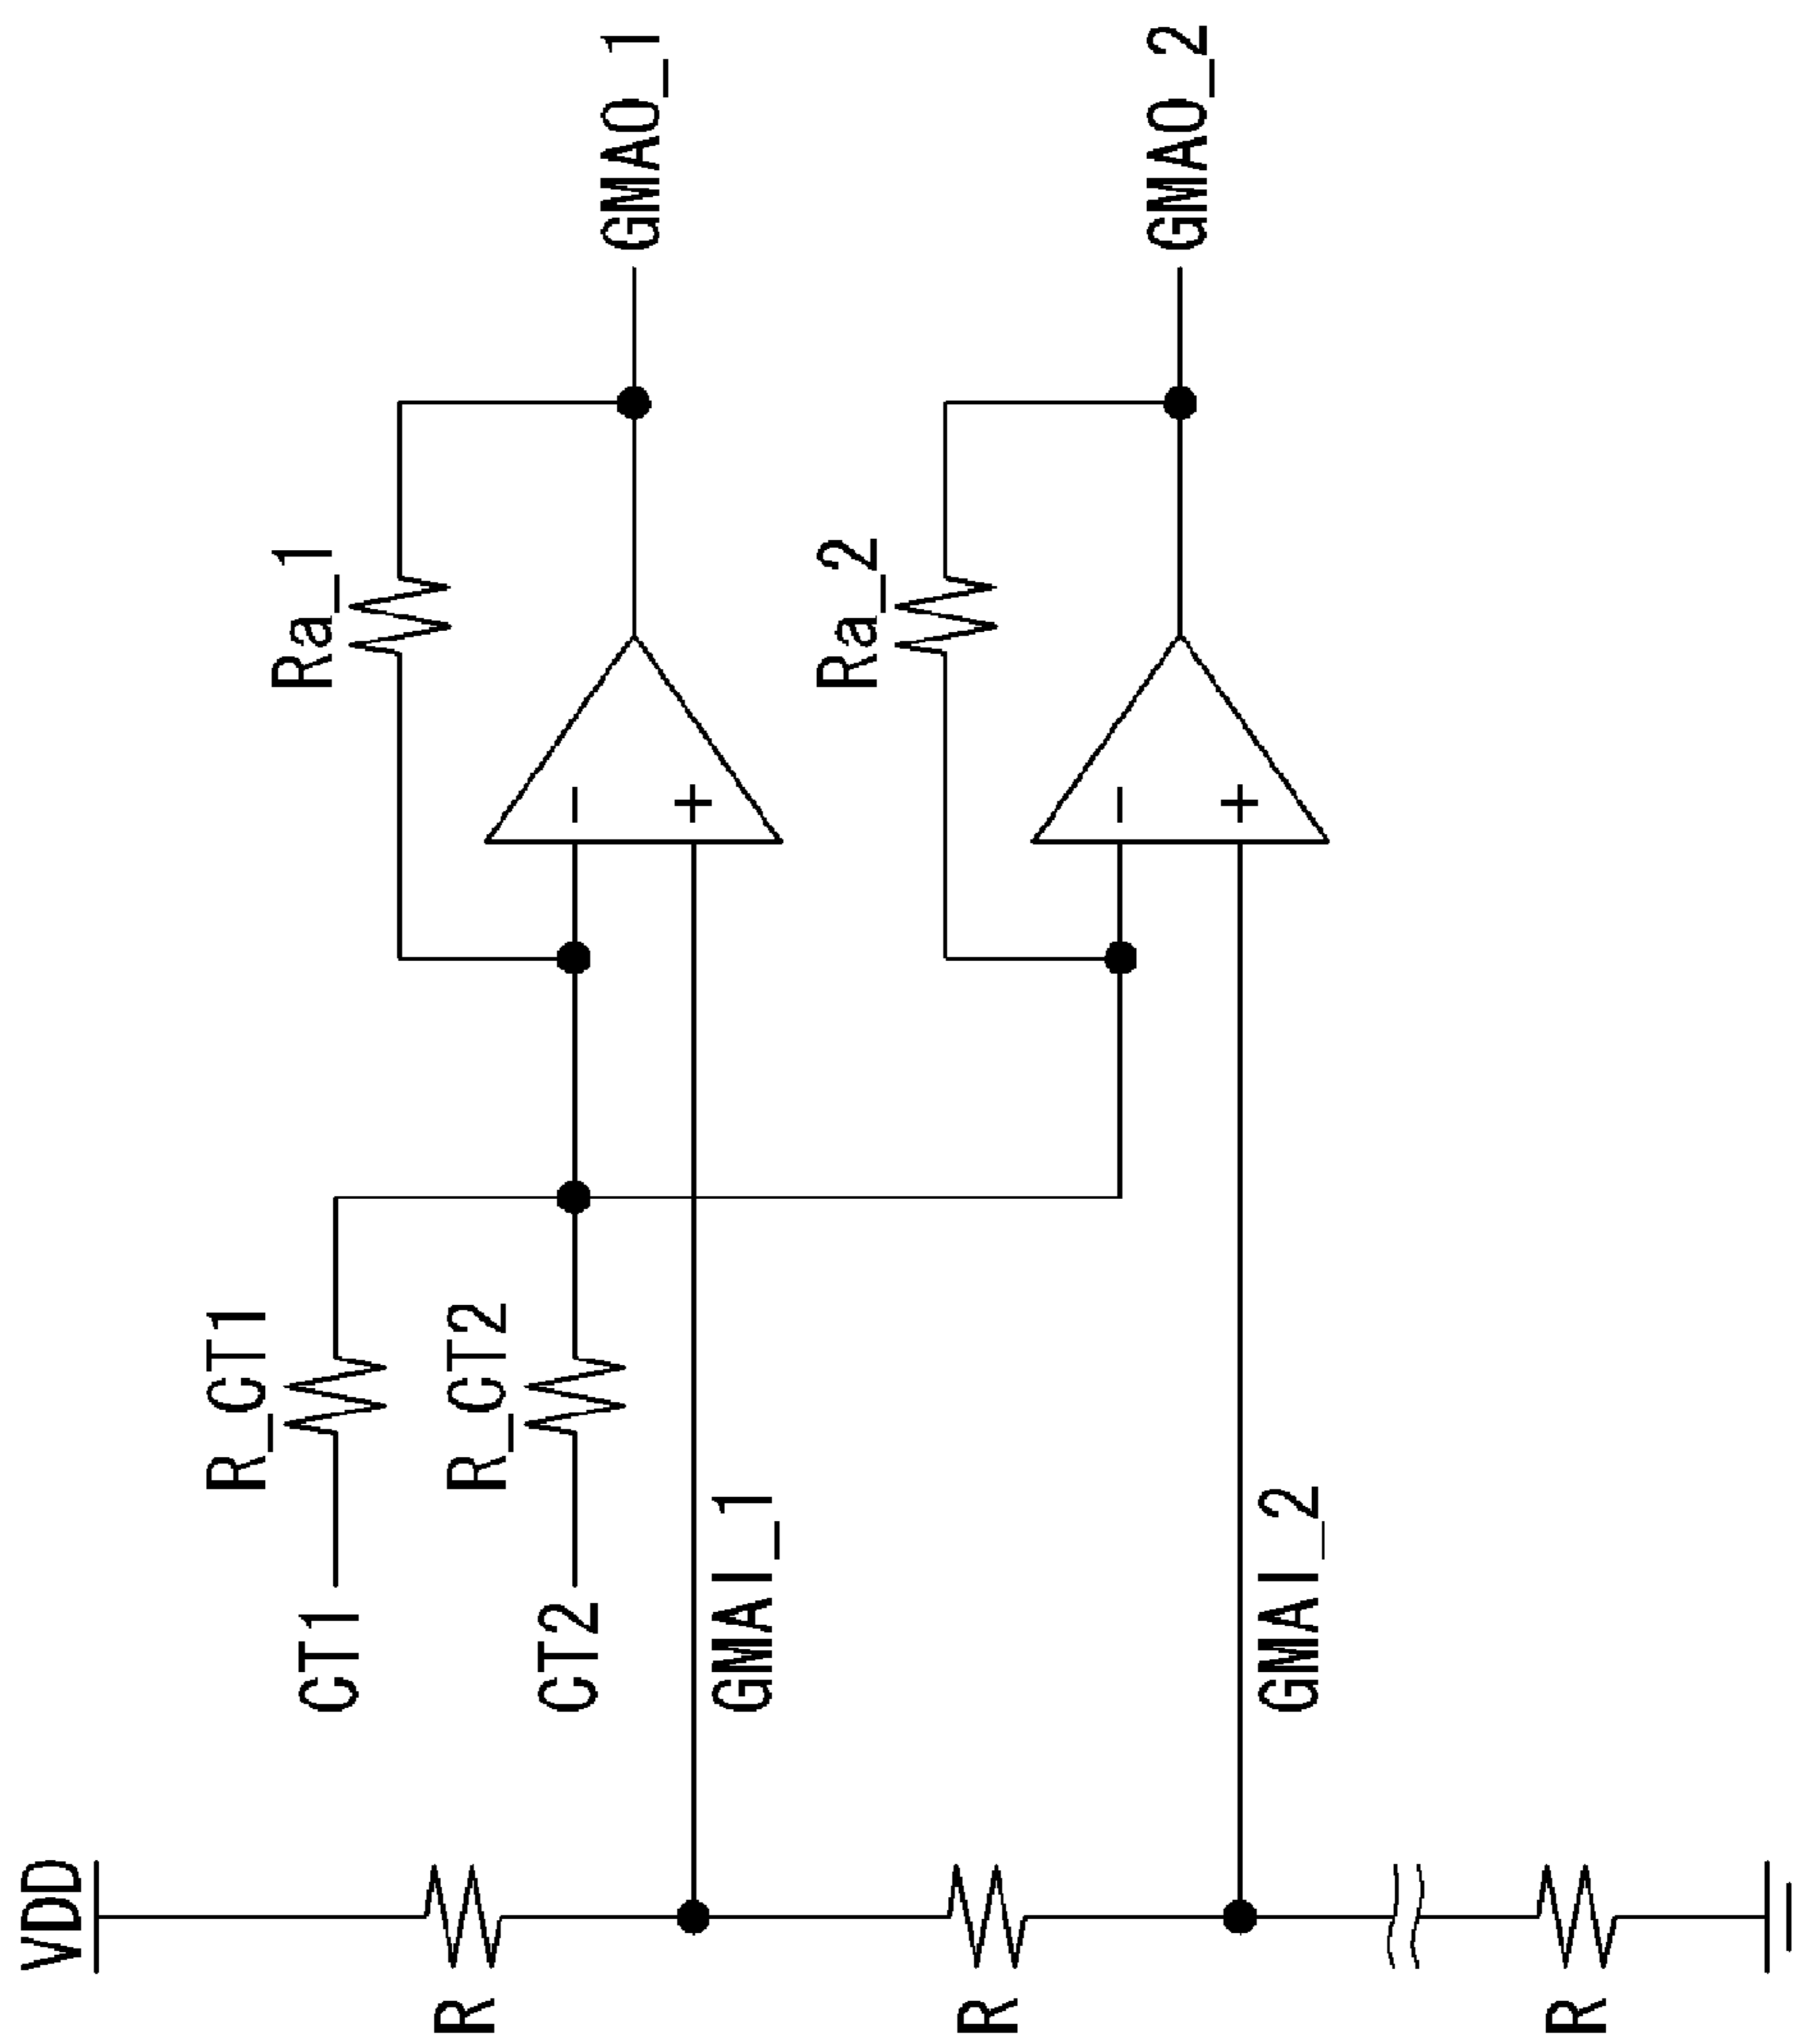 VDD
R
R
R
CT1
CT2
R_CT1
R_CT2
GMAI_1
GMAI_2
Ra_1
Ra_2
-
+
-
+
GMAO_1
GMAO_2